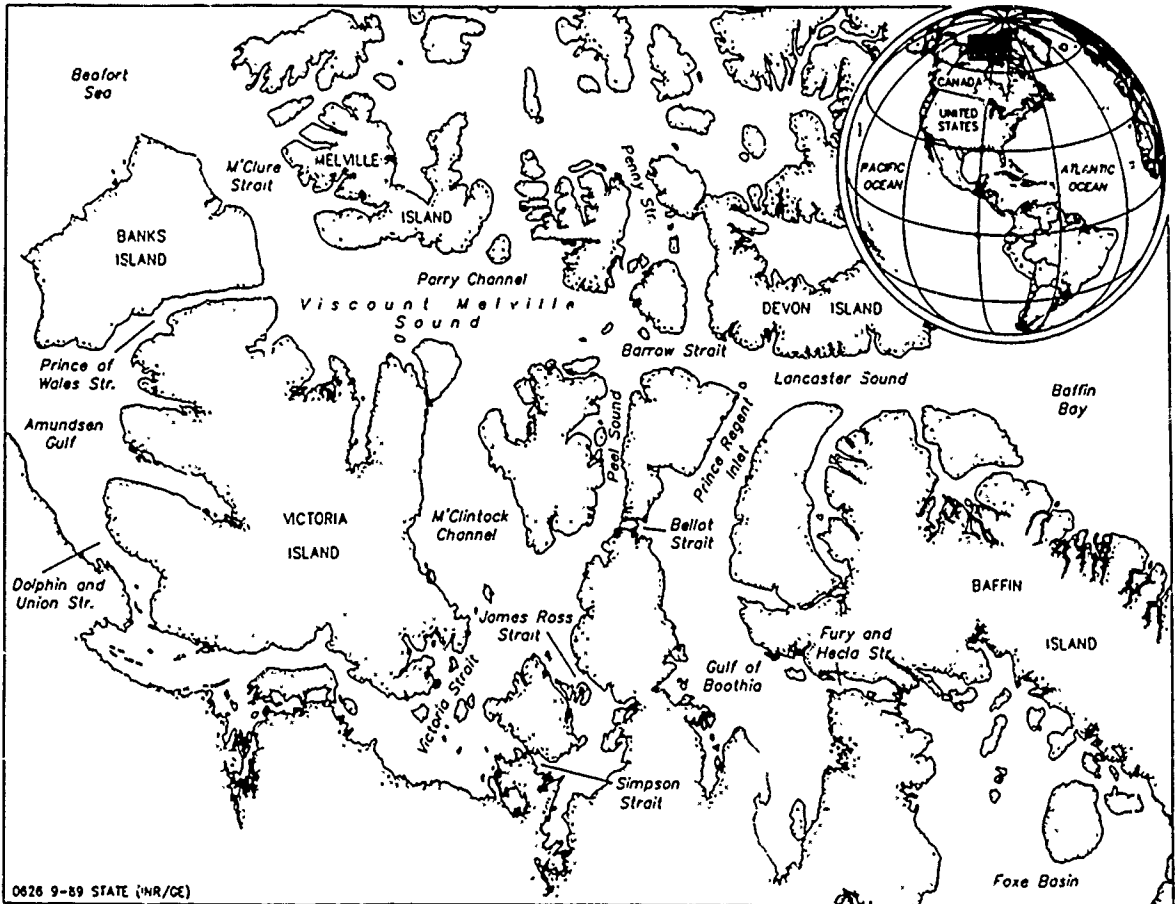 Beafort
Sea
M'Clure
Strait
MELVILLE
ISLAND
BANKS
ISLAND
Penny Str.
Parry Channel
Viscount Melville
Sound
DEVON ISLAND
Barrow Strait
Lancaster Sound
Prince of
Wales Str.
Baffin
Bay
Amundsen
Gulf
Peel Sound
Prince Regent
Inlet
VICTORIA
ISLAND
M'Clintock
Channel
Bellot
Strait
Dolphin and
Union Str.
BAFFIN
ISLAND
James Ross
Strait
Fury and
Hecla Str.
Gulf of
Boothia
Victoria Strait
Simpson
Strait
Foxe Basin
0626 9-89 STATE (INR/GE)
CANADA
UNITED
STATES
PACIFIC
OCEAN
ATLANTIC
OCEAN